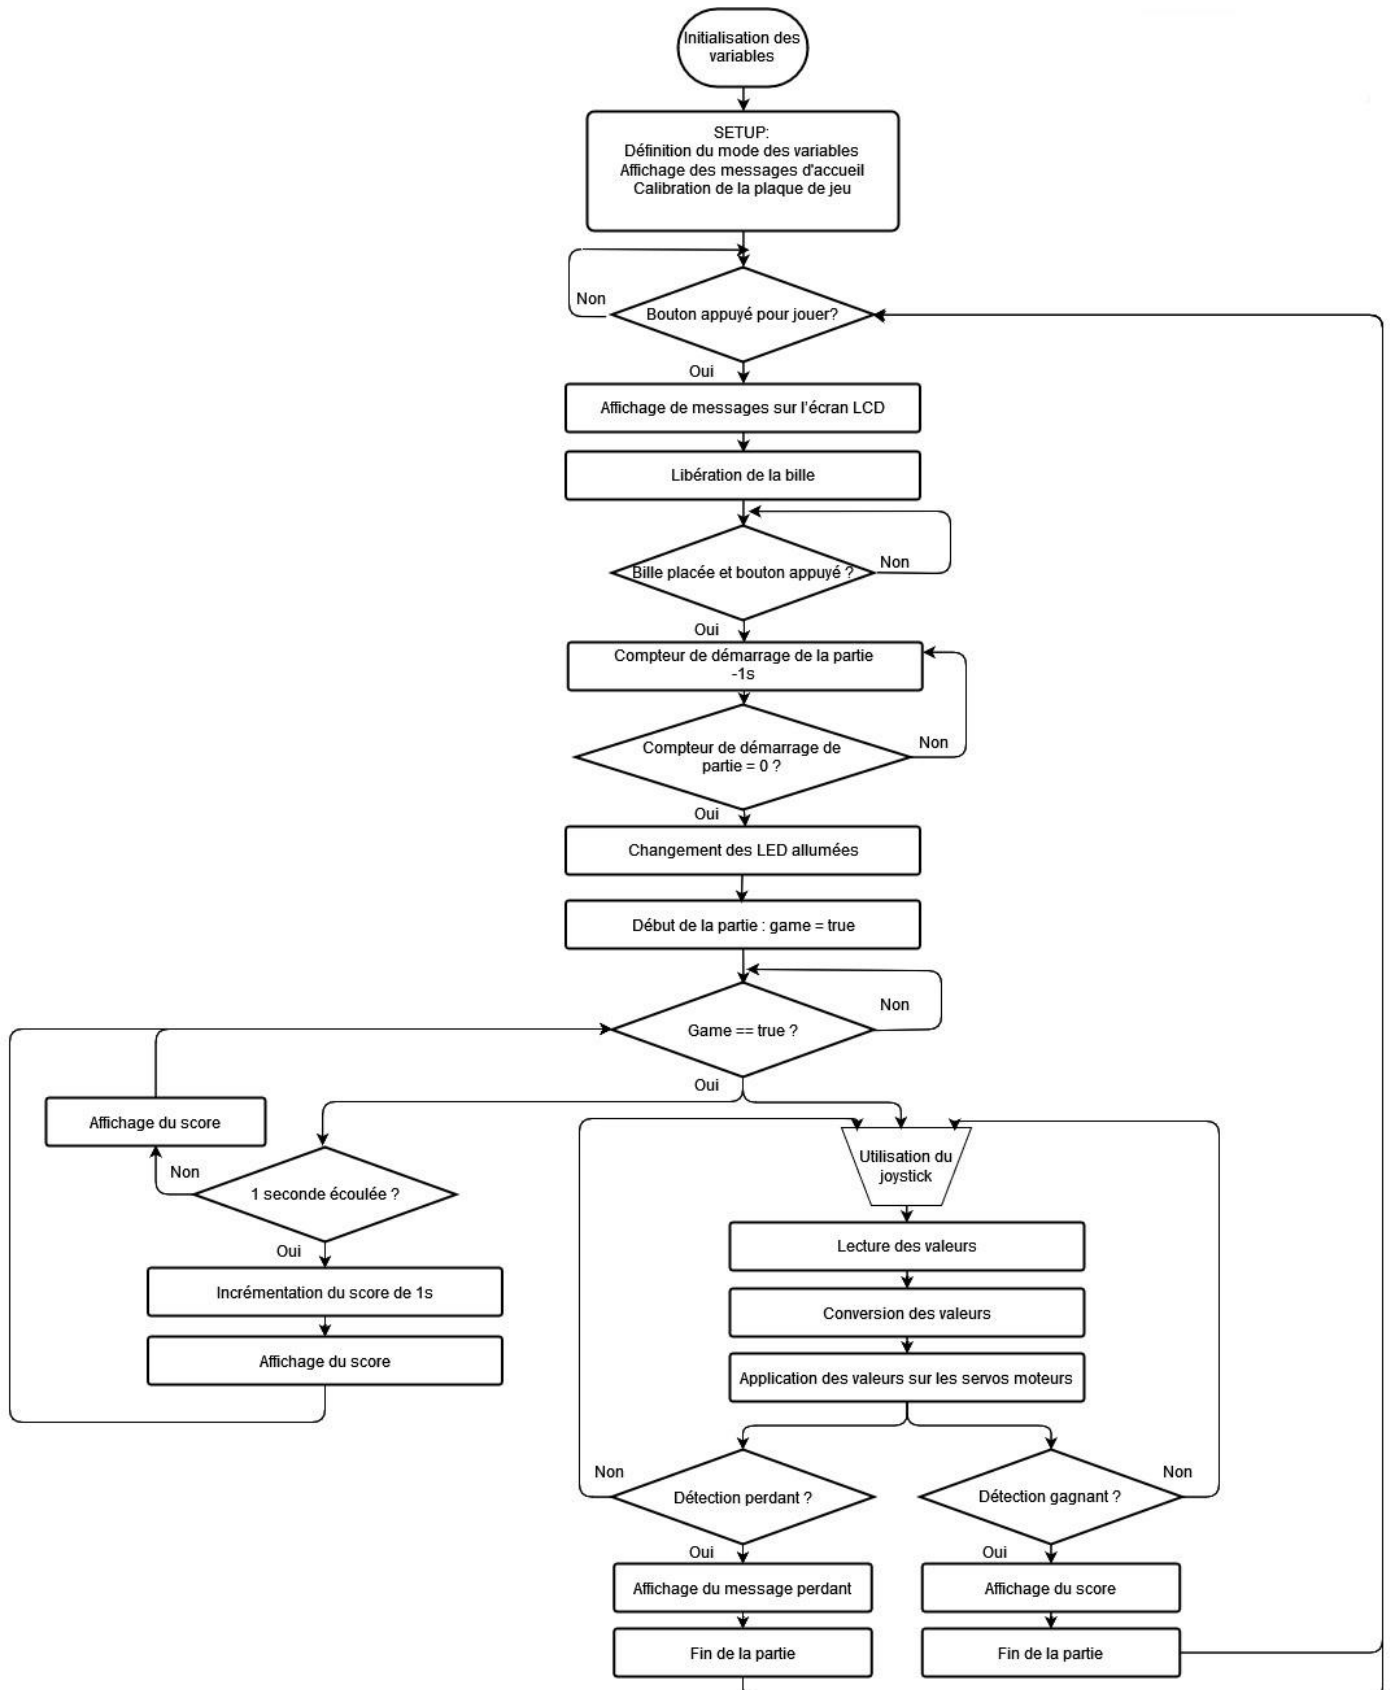 Initialisation des
variables
SETUP:
Définition du mode des variables
Affichage des messages d'accueil
Calibration de la plaque de jeu
Non
Bouton appuyé pour jouer?
Oui
Affichage de messages sur l'écran LCD
Libération de la bille
Non
Bille placée et bouton appuyé ?
Oui
Compteur de démarrage de la partie
-1s
Non
Compteur de démarrage de
partie = 0 ?
Oui
Changement des LED allumées
Début de la partie : game = true
Non
Game == true ?
Oui
Affichage du score
Non
1 seconde écoulée ?
Oui
Incrémentation du score de 1s
Affichage du score
Utilisation du
joystick
Lecture des valeurs
Conversion des valeurs
Application des valeurs sur les servos moteurs
Non
Détection perdant ?
Oui
Affichage du message perdant
Fin de la partie
Non
Détection gagnant ?
Oui
Affichage du score
Fin de la partie